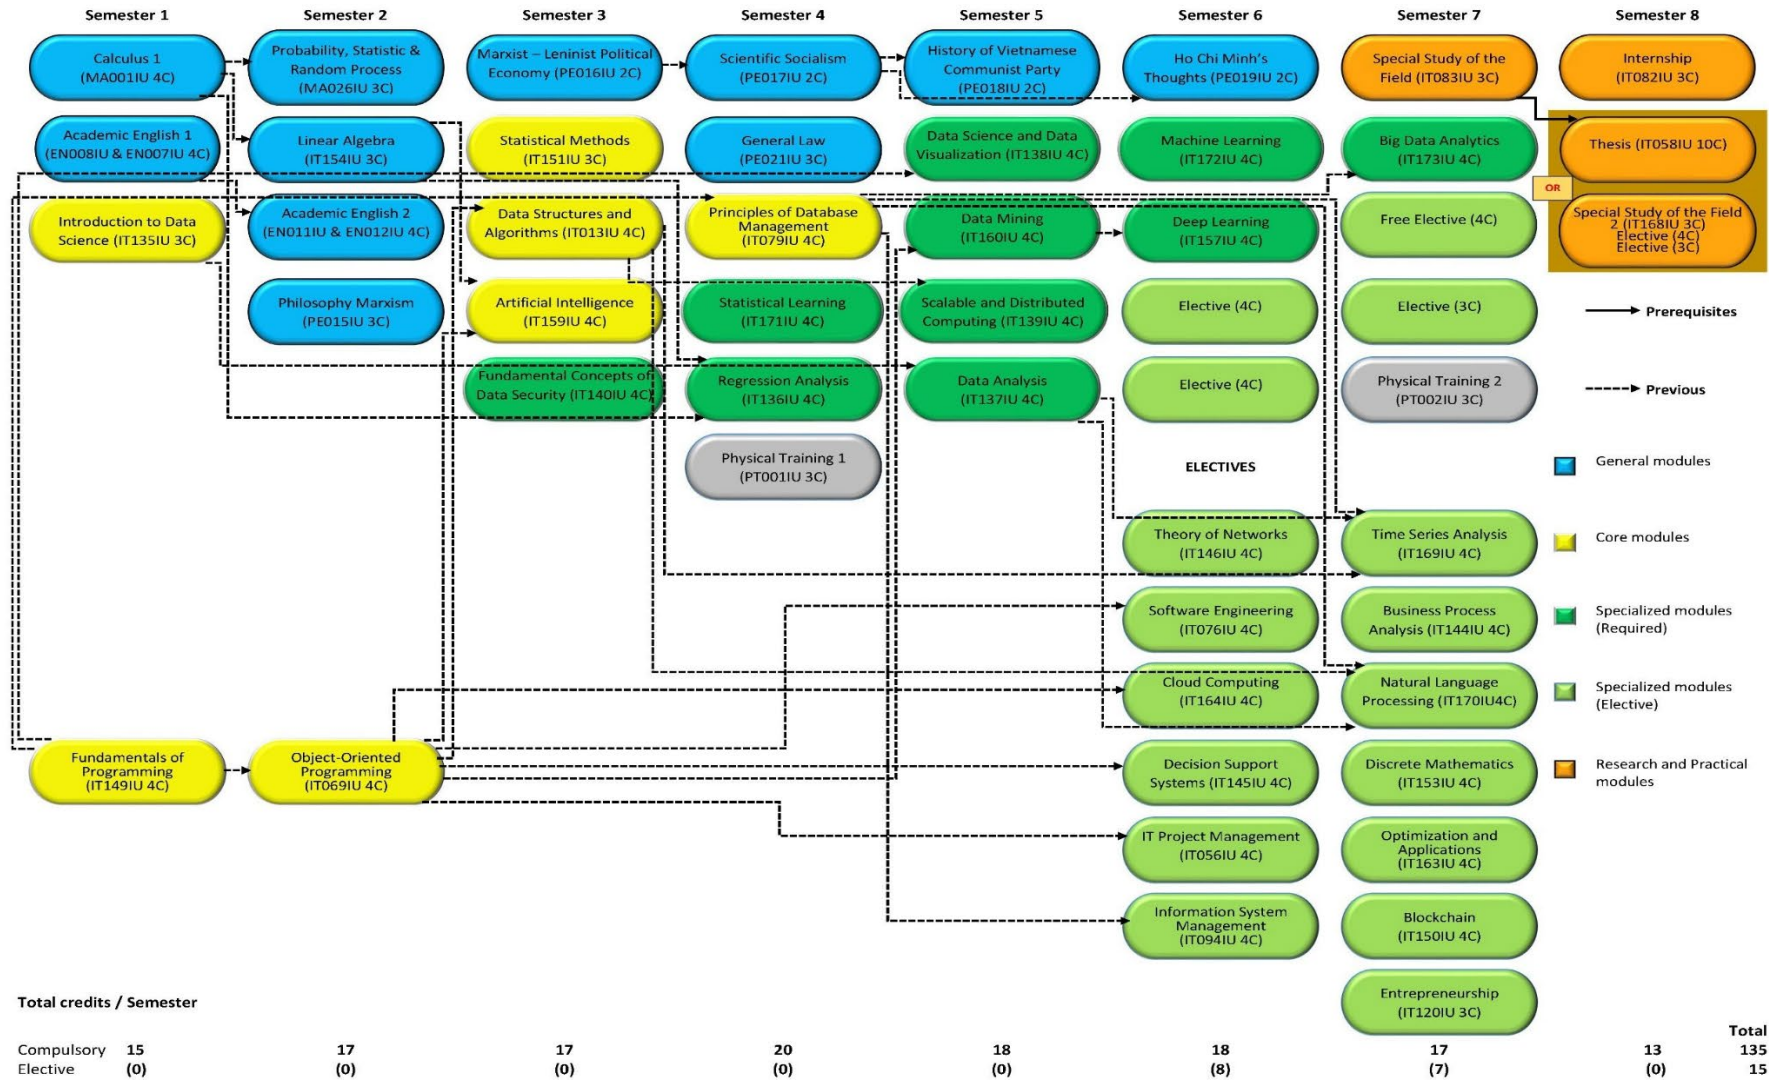 Semester 1
Semester 2
Semester 3
Semester 4
Semester 5
Semester 6
Semester 7
Semester 8
Calculus 1
(MA001IU 4C)
Probability, Statistic &
Random Process
(MA026IU 3C)
Marxist – Leninist Political
Economy (PE016IU 2C)
Scientific Socialism
(PE017IU 2C)
History of Vietnamese
Communist Party
(PE018IU 2C)
Ho Chi Minh's
Thoughts (PE019IU 2C)
Special Study of the
Field (IT083IU 3C)
Internship
(IT082IU 3C)
Academic English 1
(EN008IU & EN007IU 4C)
Linear Algebra
(IT154IU 3C)
Statistical Methods
(IT151IU 3C)
General Law
(PE021IU 3C)
Data Science and Data
Visualization (IT138IU 4C)
Machine Learning
(IT172IU 4C)
Big Data Analytics
(IT173IU 4C)
Thesis (IT058IU 10C)
OR
Introduction to Data
Science (IT135IU 3C)
Academic English 2
(EN011IU & EN012IU 4C)
Data Structures and
Algorithms (IT013IU 4C)
Principles of Database
Management
(IT079IU 4C)
Data Mining
(IT160IU 4C)
Deep Learning
(IT157IU 4C)
Free Elective (4C)
Special Study of the Field
2 (IT168IU 3C)
Elective (4C)
Elective (3C)
Philosophy Marxism
(PE015IU 3C)
Artificial Intelligence
(IT159IU 4C)
Statistical Learning
(IT171IU 4C)
Scalable and Distributed
Computing (IT139IU 4C)
Elective (4C)
Elective (3C)
Prerequisites
Fundamental Concepts of
Data Security (IT140IU 4C)
Regression Analysis
(IT136IU 4C)
Data Analysis
(IT137IU 4C)
Elective (4C)
Physical Training 2
(PT002IU 3C)
Previous
Physical Training 1
(PT001IU 3C)
ELECTIVES
General modules
Theory of Networks
(IT146IU 4C)
Time Series Analysis
(IT169IU 4C)
Core modules
Software Engineering
(IT076IU 4C)
Business Process
Analysis (IT144IU 4C)
Specialized modules
(Required)
Cloud Computing
(IT164IU 4C)
Natural Language
Processing (IT170IU4C)
Specialized modules
(Elective)
Fundamentals of
Programming
(IT149IU 4C)
Object-Oriented
Programming
(IT069IU 4C)
Decision Support
Systems (IT145IU 4C)
Discrete Mathematics
(IT153IU 4C)
Research and Practical
modules
IT Project Management
(IT056IU 4C)
Optimization and
Applications
(IT163IU 4C)
Information System
Management
(IT094IU 4C)
Blockchain
(IT150IU 4C)
Entrepreneurship
(IT120IU 3C)
Total credits / Semester
Total
Compulsory 15 17 17 20 18 18 17 13 135
Elective (0) (0) (0) (0) (0) (8) (7) (0) 15